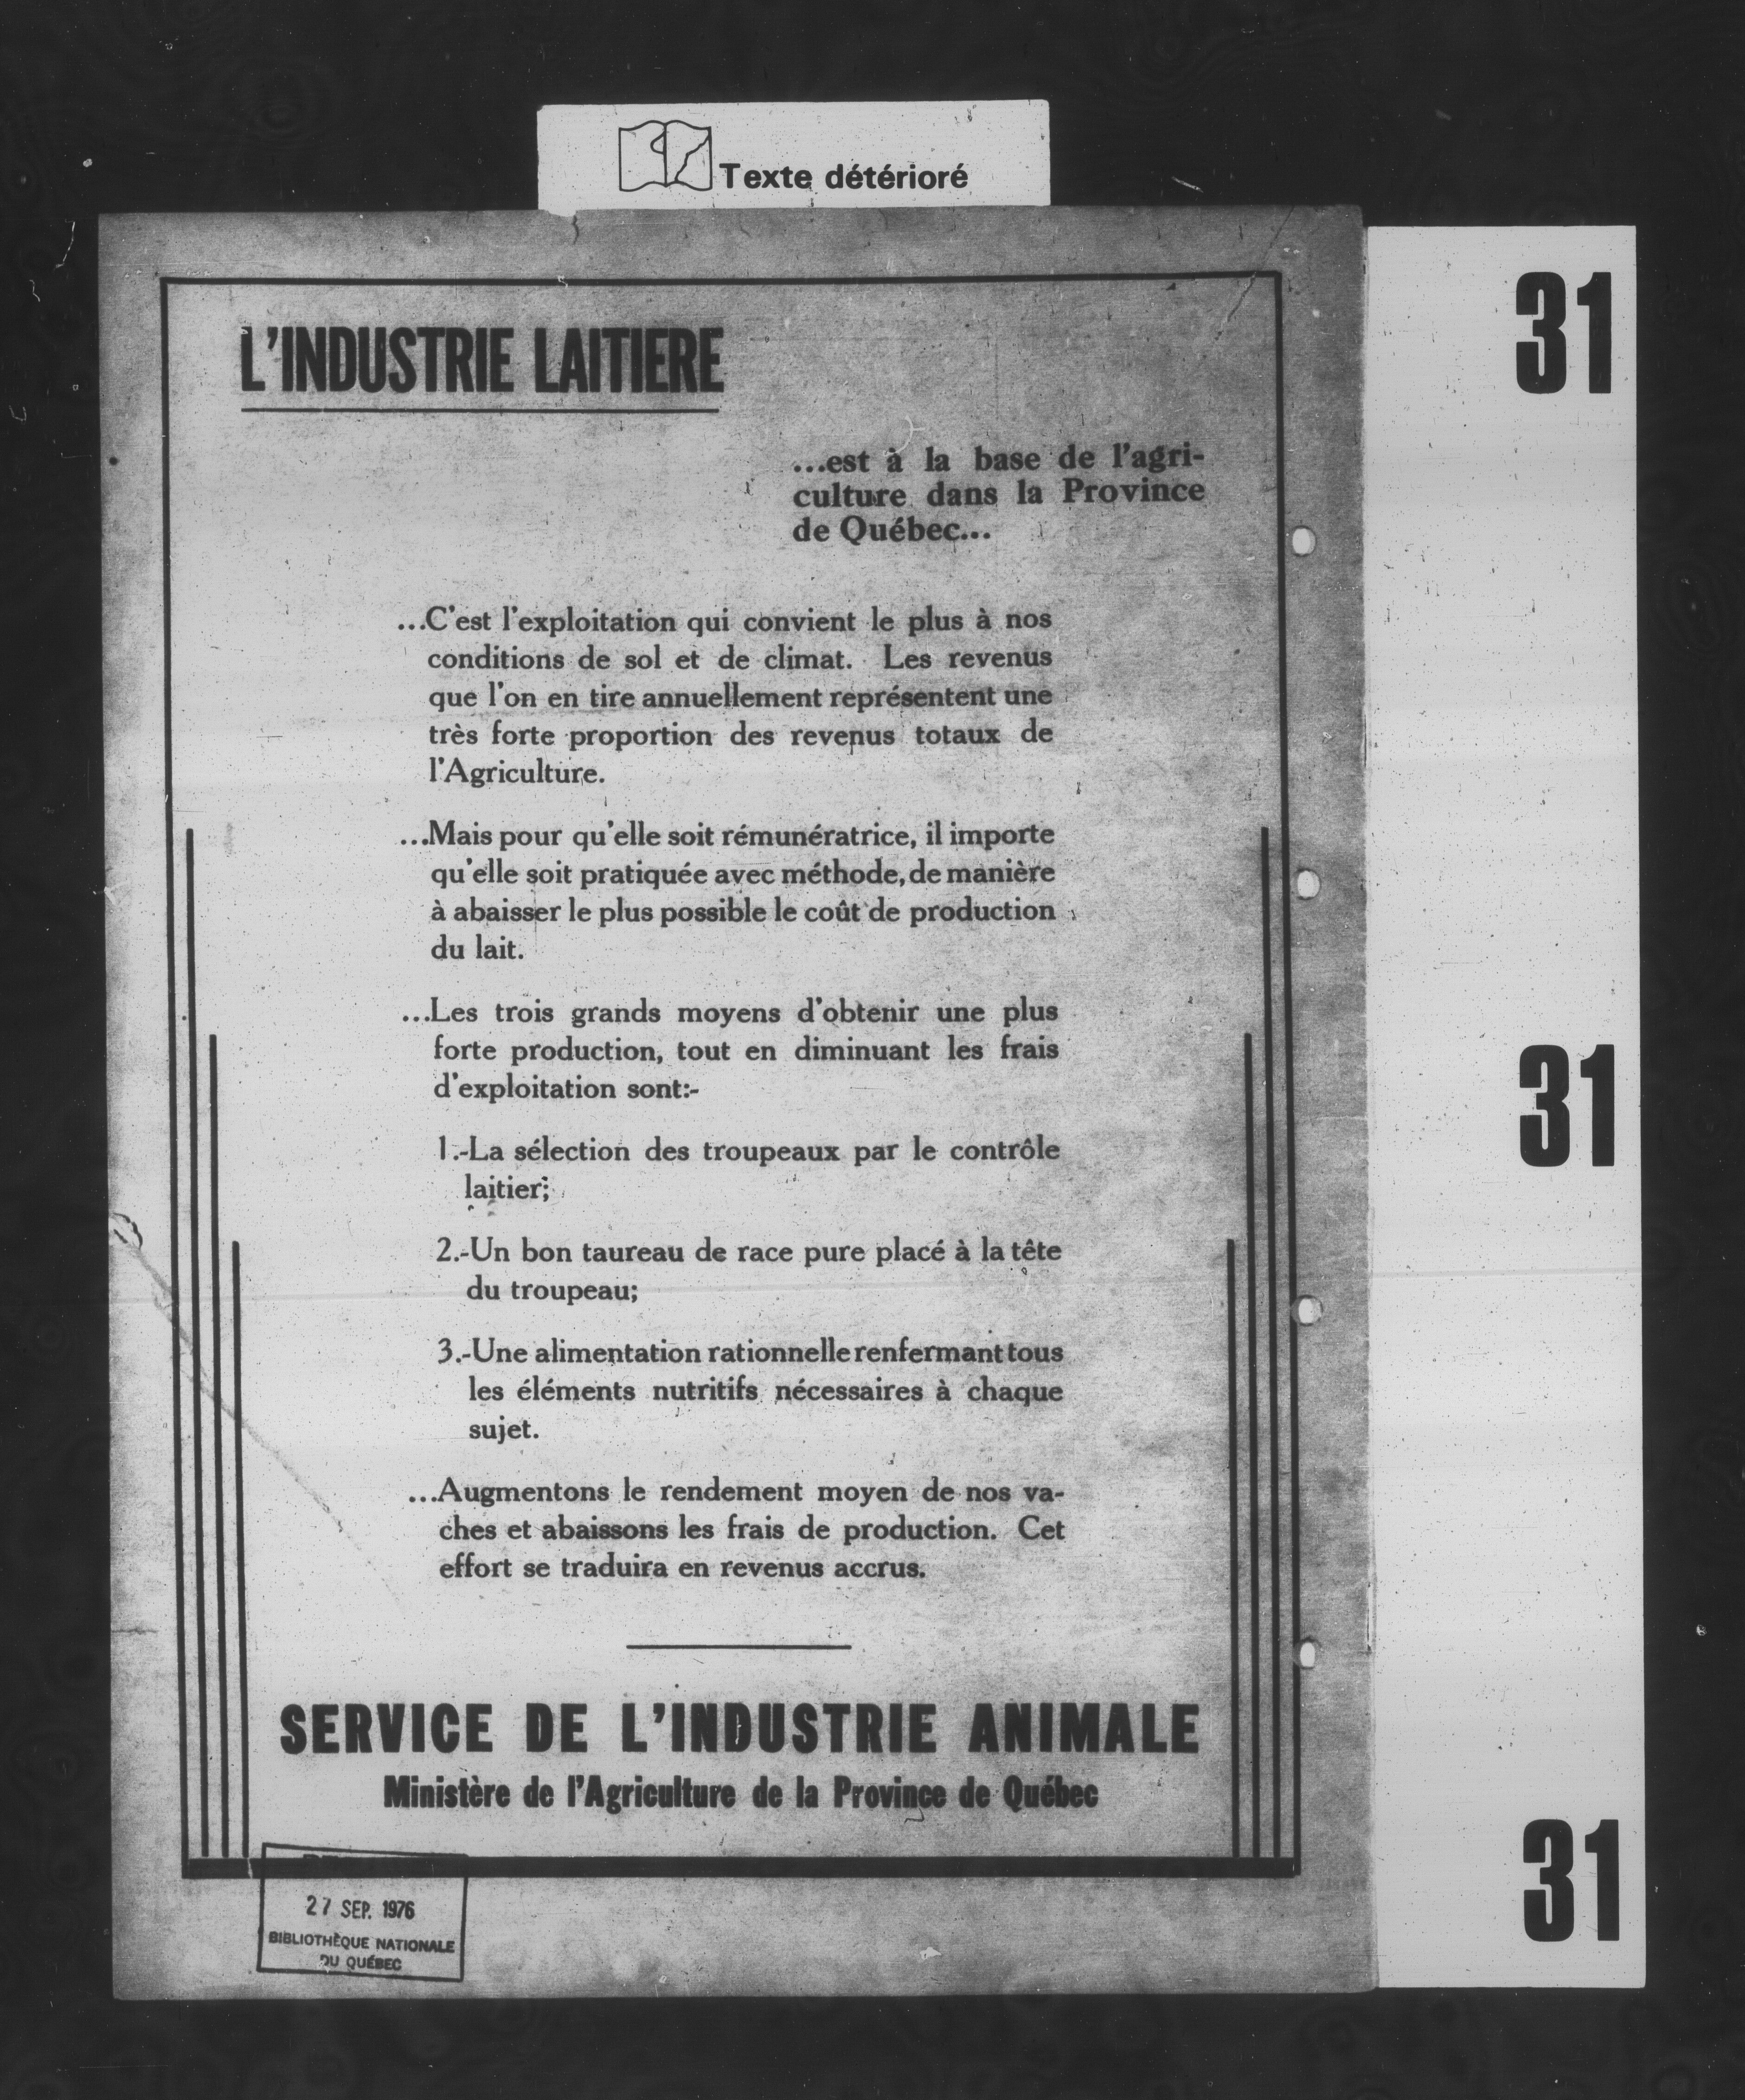 Texte détérioré
L'INDUSTRIE LAITIERE
...est à la base de l'agri-
culture dans la Province
de Québec...
...C'est l'exploitation qui convient le plus à nos
conditions de sol et de climat. Les revenus
que l'on en tire annuellement représentent une
très forte proportion des revenus totaux de
l'Agriculture.
...Mais pour qu'elle soit rémunératrice, il importe
qu'elle soit pratiquée avec méthode, de manière
à abaisser le plus possible le coût de production
du lait.
...Les trois grands moyens d'obtenir une plus
forte production, tout en diminuant les frais
d'exploitation sont:-
1.-La sélection des troupeaux par le contrôle
laitier;
2.-Un bon taureau de race pure placé à la tête
du troupeau;
3.-Une alimentation rationnelle renfermant tous
les éléments nutritifs nécessaires à chaque
sujet.
...Augmentons le rendement moyen de nos va-
ches et abaissons les frais de production. Cet
effort se traduira en revenus accrus.
SERVICE DE L'INDUSTRIE ANIMALE
Ministère de l'Agriculture de la Province de Québec
27 SEP. 1976
BIBLIOTHÈQUE NATIONALE
DU QUÉBEC
31
31
31